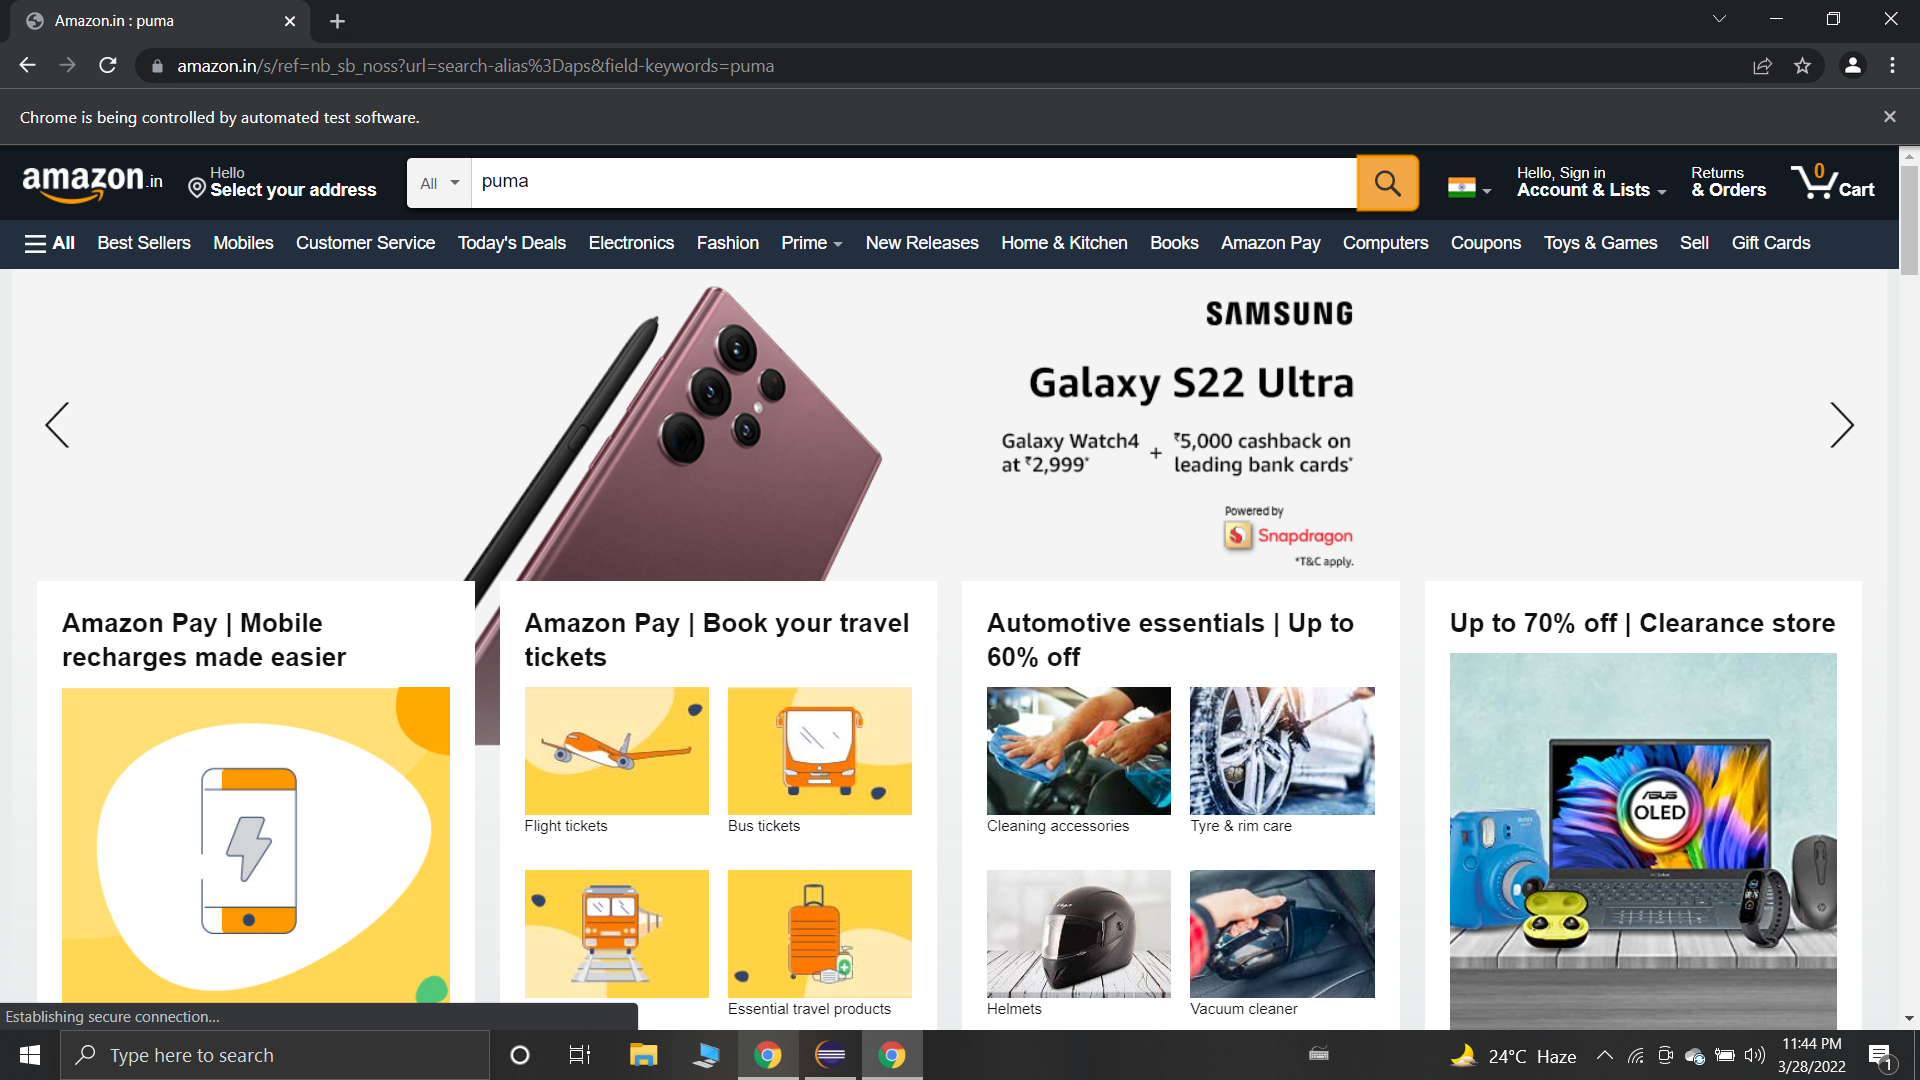 Amazon.in : puma
amazon.in/s/ref=nb_sb_noss?url=search-alias%3Daps&field-keywords=puma
Chrome is being controlled by automated test software.
amazon.in
Hello
Select your address
All
puma
Hello, Sign in
Account & Lists
Returns
& Orders
0
Cart
All Best Sellers Mobiles Customer Service Today's Deals Electronics Fashion Prime New Releases Home & Kitchen Books Amazon Pay Computers Coupons Toys & Games Sell Gift Cards
SAMSUNG
Galaxy S22 Ultra
Galaxy Watch4
at ₹2,999*
+
₹5,000 cashback on
leading bank cards*
Powered by
Snapdragon
*T&C apply.
Amazon Pay | Mobile
recharges made easier
Amazon Pay | Book your travel
tickets
Flight tickets
Bus tickets
Essential travel products
Automotive essentials | Up to
60% off
Cleaning accessories
Tyre & rim care
Helmets
Vacuum cleaner
Up to 70% off | Clearance store
ASUS
OLED
Establishing secure connection...
Type here to search
24°C Haze
11:44 PM
3/28/2022
1